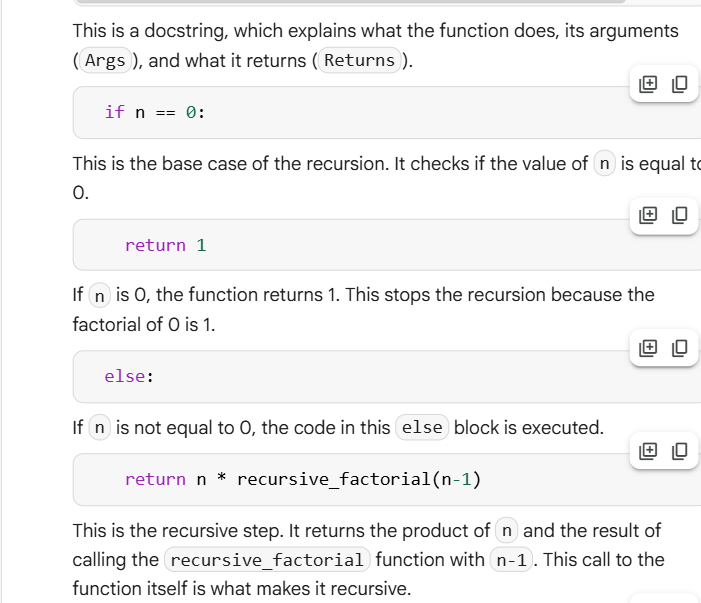 This is a docstring, which explains what the function does, its arguments
( Args ), and what it returns ( Returns ).
if n == 0:
This is the base case of the recursion. It checks if the value of n is equal to
0.
return 1
If n is 0, the function returns 1. This stops the recursion because the
factorial of 0 is 1.
else:
If n is not equal to 0, the code in this else block is executed.
return n * recursive_factorial(n-1)
This is the recursive step. It returns the product of n and the result of
calling the recursive_factorial function with n-1 . This call to the
function itself is what makes it recursive.